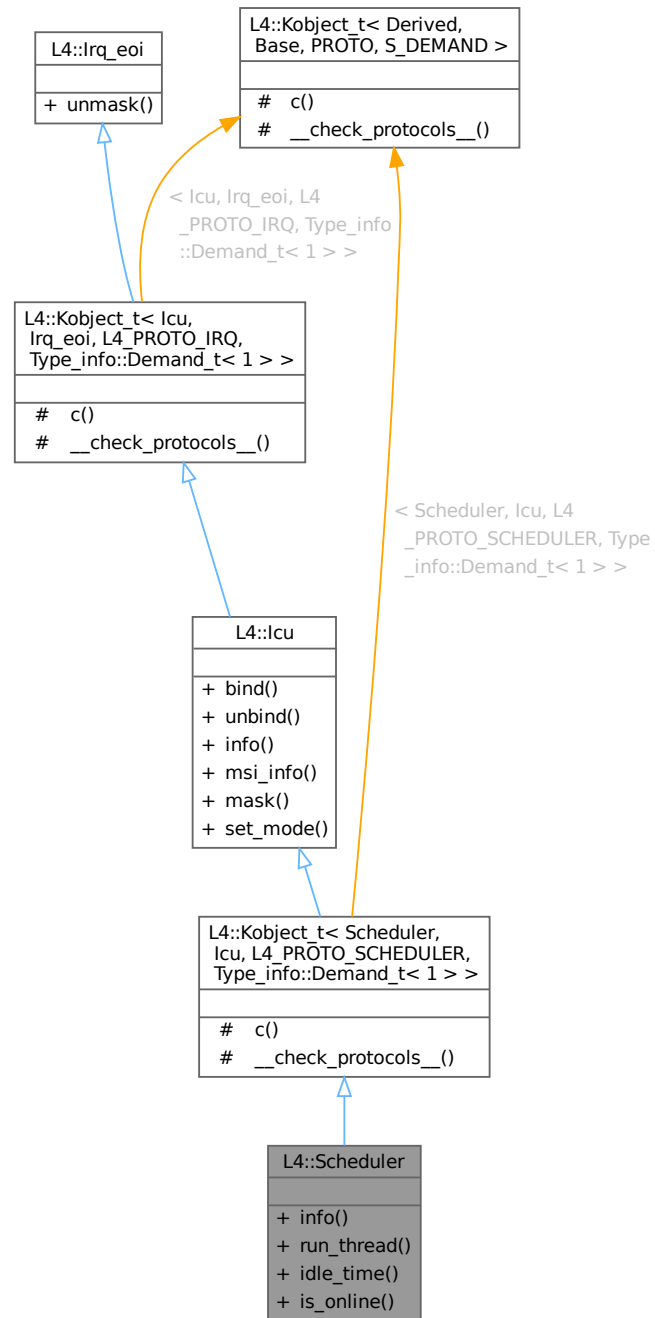 L4::Irq_eoi
+ unmask()
L4::Kobject_t< Derived,
Base, PROTO, S_DEMAND >
# c()
# __check_protocols__()
< Icu, Irq_eoi, L4
_PROTO_IRQ, Type_info
::Demand_t< 1 > >
L4::Kobject_t< Icu,
Irq_eoi, L4_PROTO_IRQ,
Type_info::Demand_t< 1 > >
# c()
# __check_protocols__()
< Scheduler, Icu, L4
_PROTO_SCHEDULER, Type
_info::Demand_t< 1 > >
L4::Icu
+ bind()
+ unbind()
+ info()
+ msi_info()
+ mask()
+ set_mode()
L4::Kobject_t< Scheduler,
Icu, L4_PROTO_SCHEDULER,
Type_info::Demand_t< 1 > >
# c()
# __check_protocols__()
L4::Scheduler
+ info()
+ run_thread()
+ idle_time()
+ is_online()